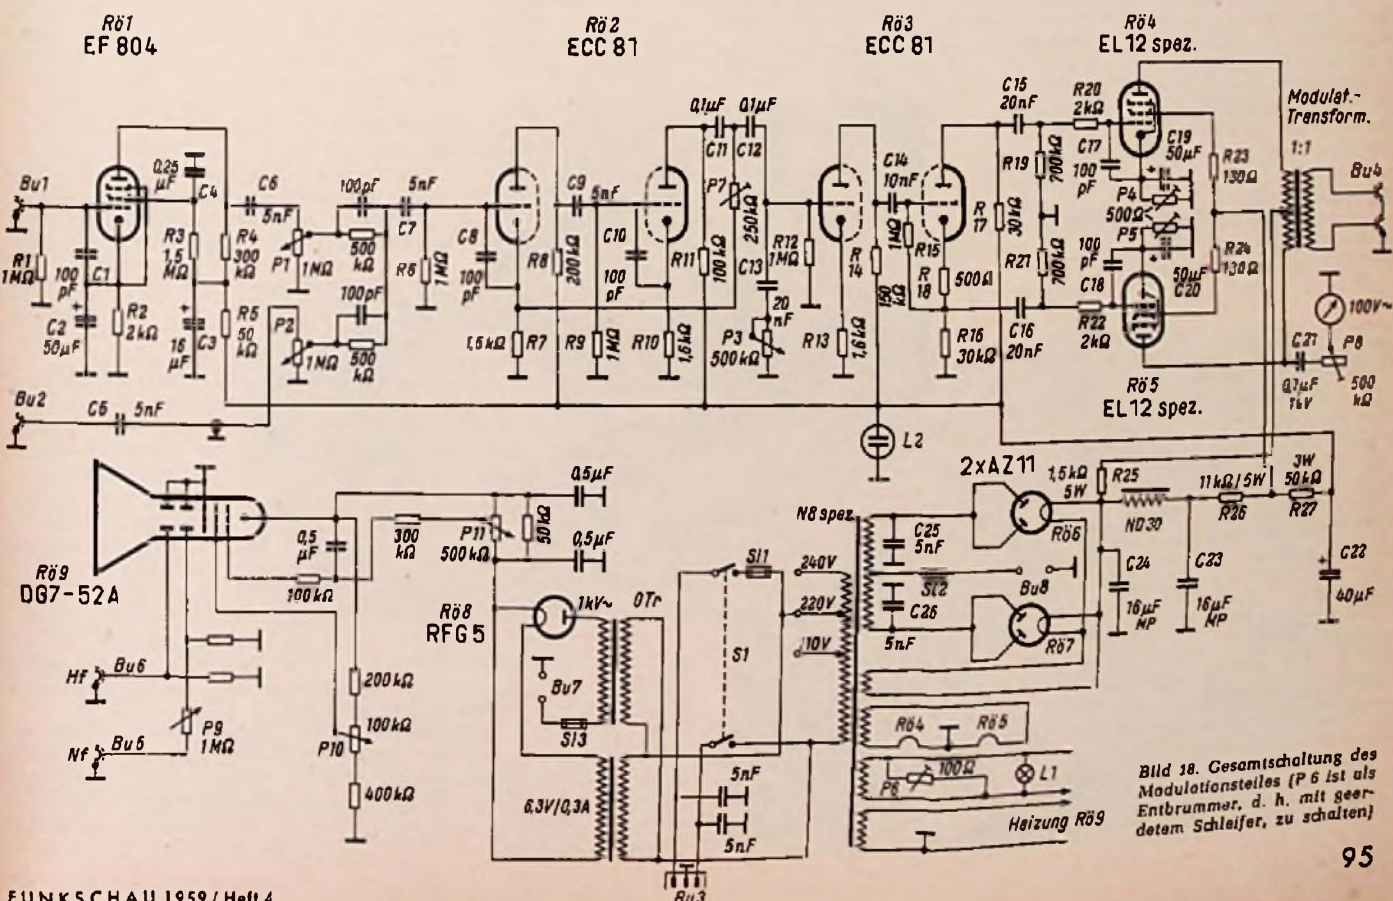 Rö1
EF 804
Rö2
ECC 81
Rö3
ECC 81
Rö4
EL12 spez.
Modulat.-
Transform.
1:1
Bu1
R1
1MΩ
100
pF
C1
C2
50µF
R2
2kΩ
0,25
µF
C4
R3
1,5
MΩ
16
µF
C3
R4
300
kΩ
R5
50
kΩ
C6
5nF
P1
1MΩ
P2
1MΩ
100pF
500
kΩ
100pF
500
kΩ
5nF
C7
R6
1MΩ
C8
100
pF
1,6kΩ
R7
R8
200kΩ
C9
5nF
R9
1MΩ
C10
100
pF
R10
1,6kΩ
R11
100kΩ
0,1µF
C11
0,1µF
C12
P7
250kΩ
C13
20
nF
P3
500kΩ
R12
1MΩ
R13
1,6kΩ
R
14
150
kΩ
C14
10nF
1MΩ
R15
R
18
500Ω
R16
30kΩ
R
17
30kΩ
C15
20nF
R19
700kΩ
R21
700kΩ
C16
20nF
R20
2kΩ
C17
100
pF
C19
50µF
P4
500Ω
P5
100
pF
C18
50µF
C20
R22
2kΩ
R23
130Ω
R24
130Ω
Rö5
EL12 spez.
Bu4
100V~
C21
0,1µF
1kV
P8
500
kΩ
Bu2
C6
5nF
L2
Rö9
DG7-52A
0,5
µF
100kΩ
300
kΩ
P11
500kΩ
50kΩ
0,5µF
0,5µF
Hf
Bu6
Nf
Bu5
P9
1MΩ
200kΩ
100kΩ
P10
400kΩ
Rö8
RFG5
1kV~
0Tr
Bu7
Sl3
6,3V/0,3A
Sl1
S1
5nF
5nF
Bu3
240V
220V
110V
N8 spez.
C25
5nF
C26
5nF
Sl2
Bu8
2xAZ11
Rö6
Rö7
1,5kΩ
5W
R25
ND30
11kΩ/5W
R26
3W
50kΩ
R27
C24
16µF
MP
C23
16µF
MP
C22
40µF
Rö4
Rö5
P6
100Ω
L1
Heizung Rö9
Bild 18. Gesamtschaltung des
Modulationsteiles (P 6 ist als
Entbrummer, d. h. mit geer-
detem Schleifer, zu schalten)
95
FUNKSCHAU 1959 / Heft 4